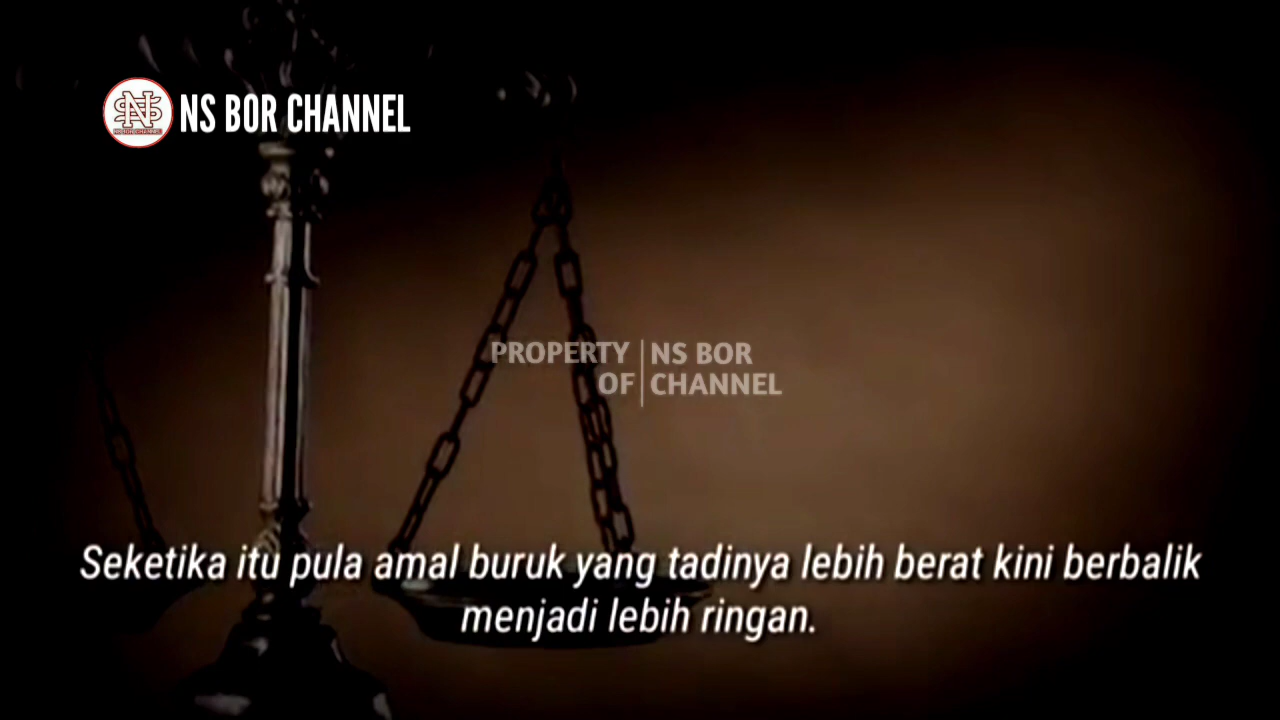 NS BOR CHANNEL
PROPERTY OF | NS BOR CHANNEL
Seketika itu pula amal buruk yang tadinya lebih berat kini berbalik
menjadi lebih ringan.